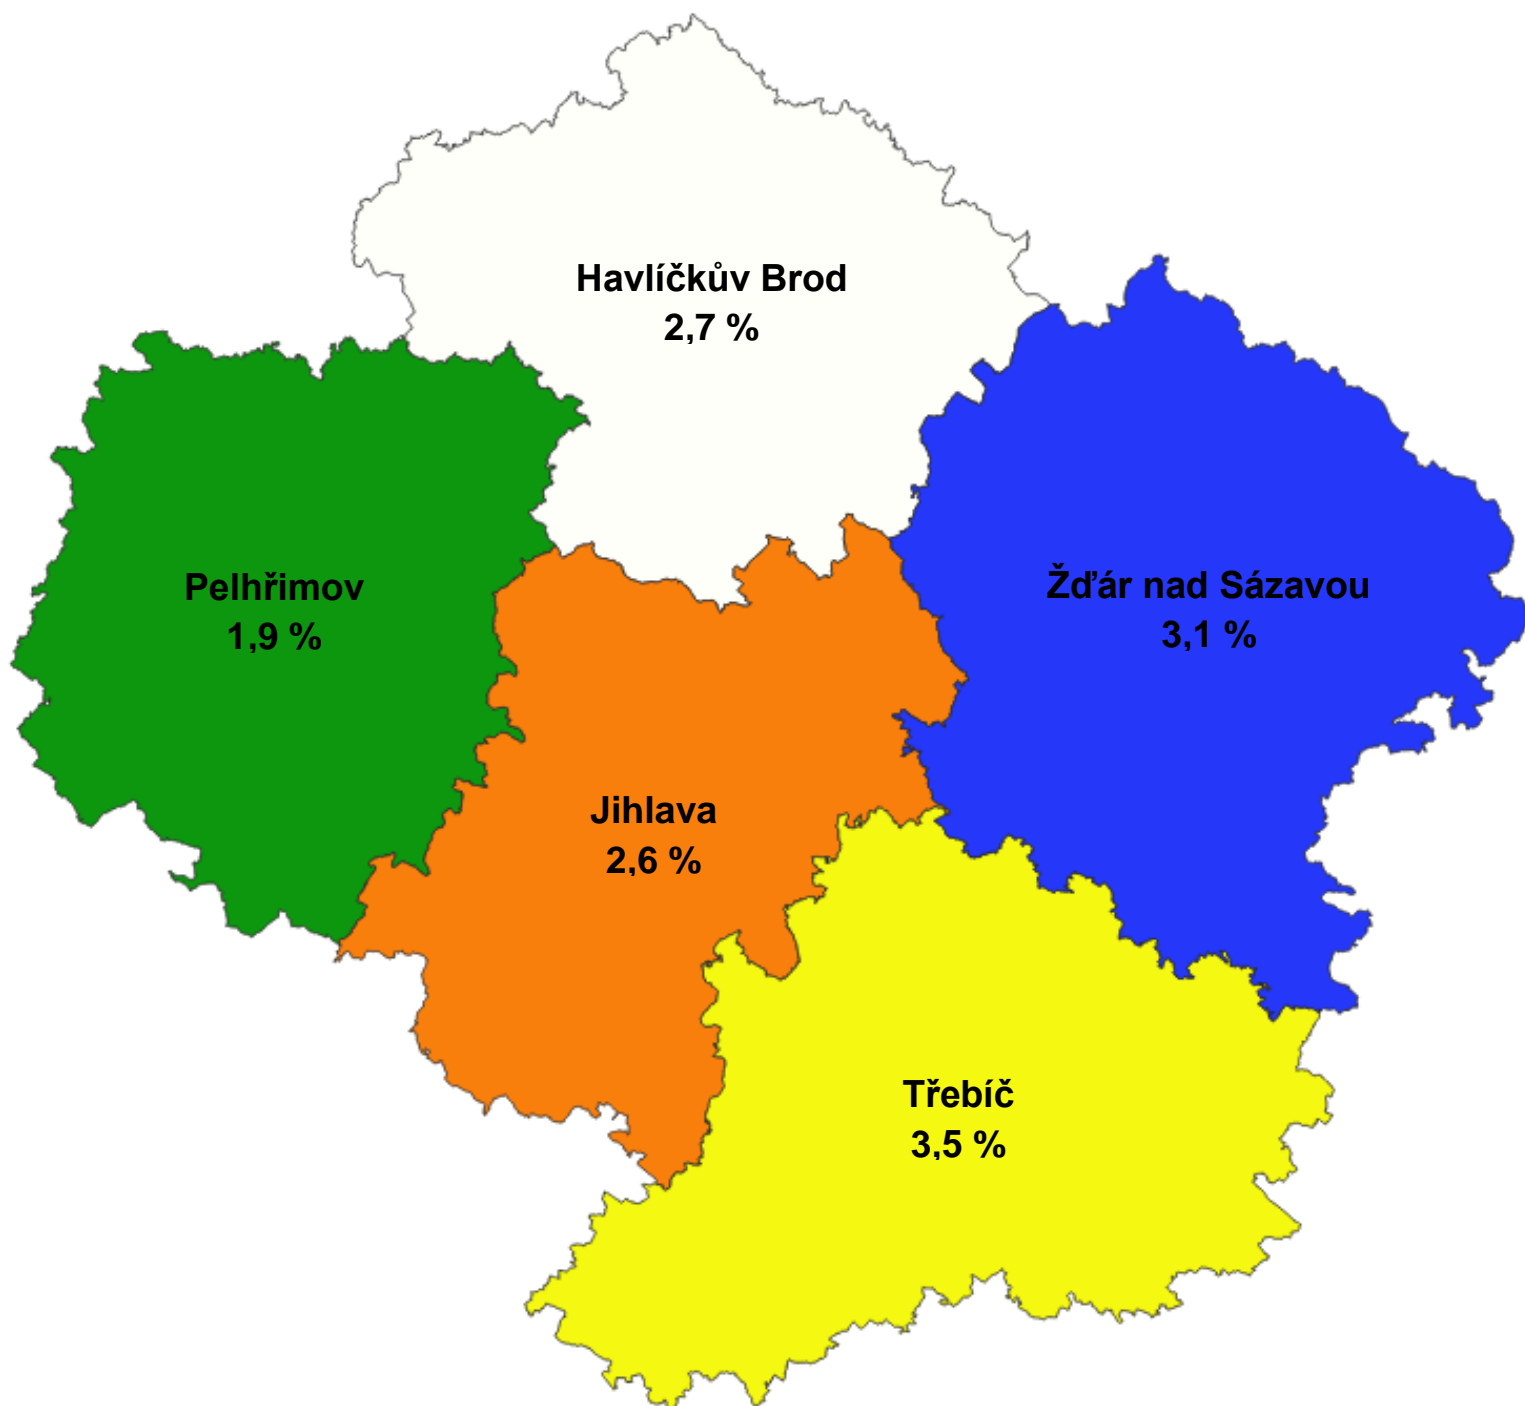 Havlíčkův Brod
2,7 %
Pelhřimov
1,9 %
Žďár nad Sázavou
3,1 %
Jihlava
2,6 %
Třebíč
3,5 %